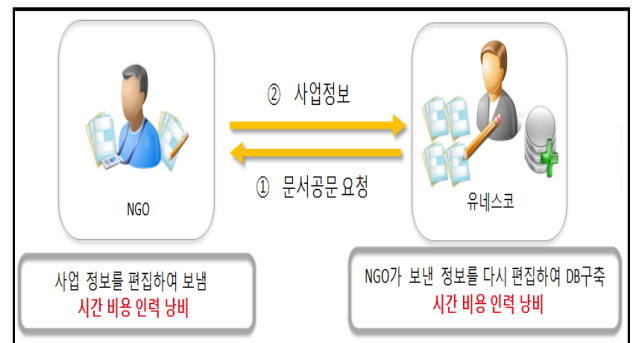 ② 사업정보
① 문서공문 요청
NGO
유네스코
사업 정보를 편집하여 보냄
시간 비용 인력 낭비
NGO가 보낸 정보를 다시 편집하여 DB구축
시간 비용 인력 낭비